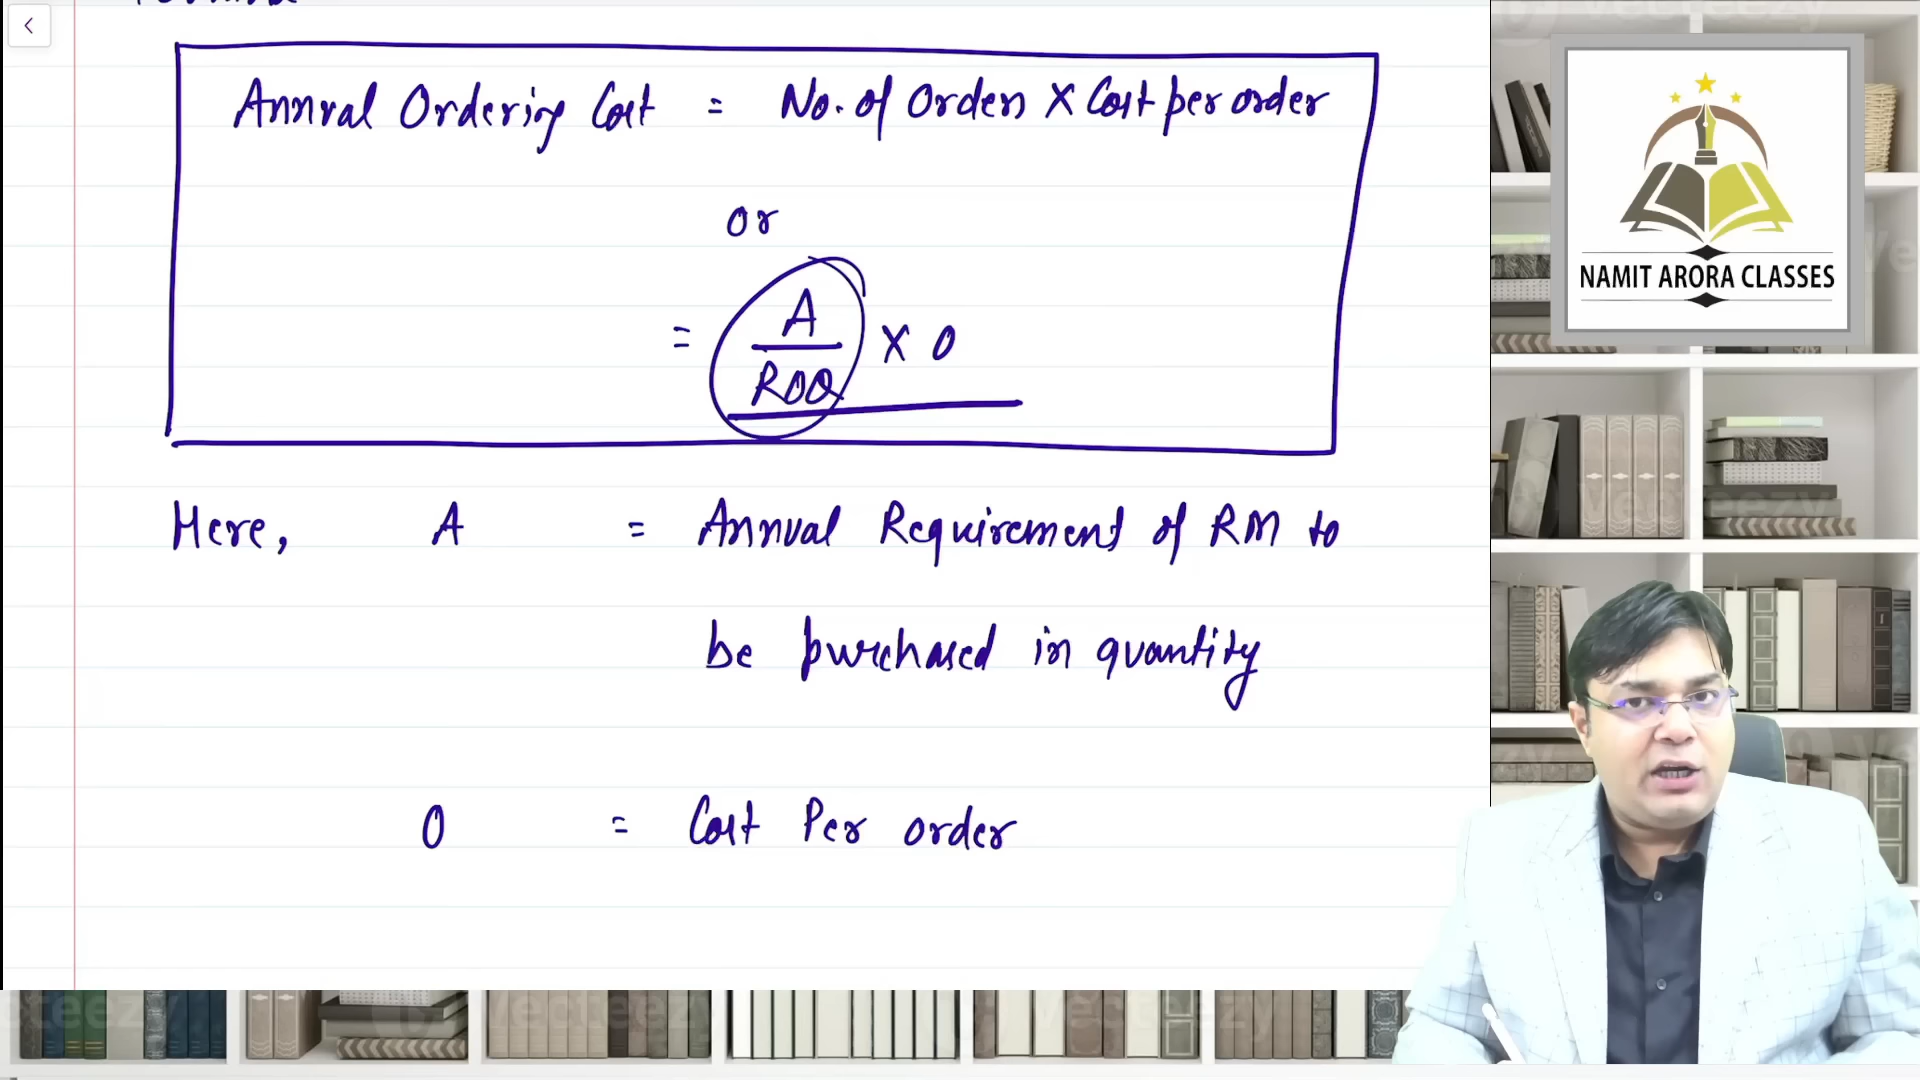 Annual Ordering Cost = No. of Orders X Cost per order
or
= A
ROQ X O
Here, A = Annual Requirement of RM to
be purchased in quantity
O = Cost Per order
NAMIT ARORA CLASSES